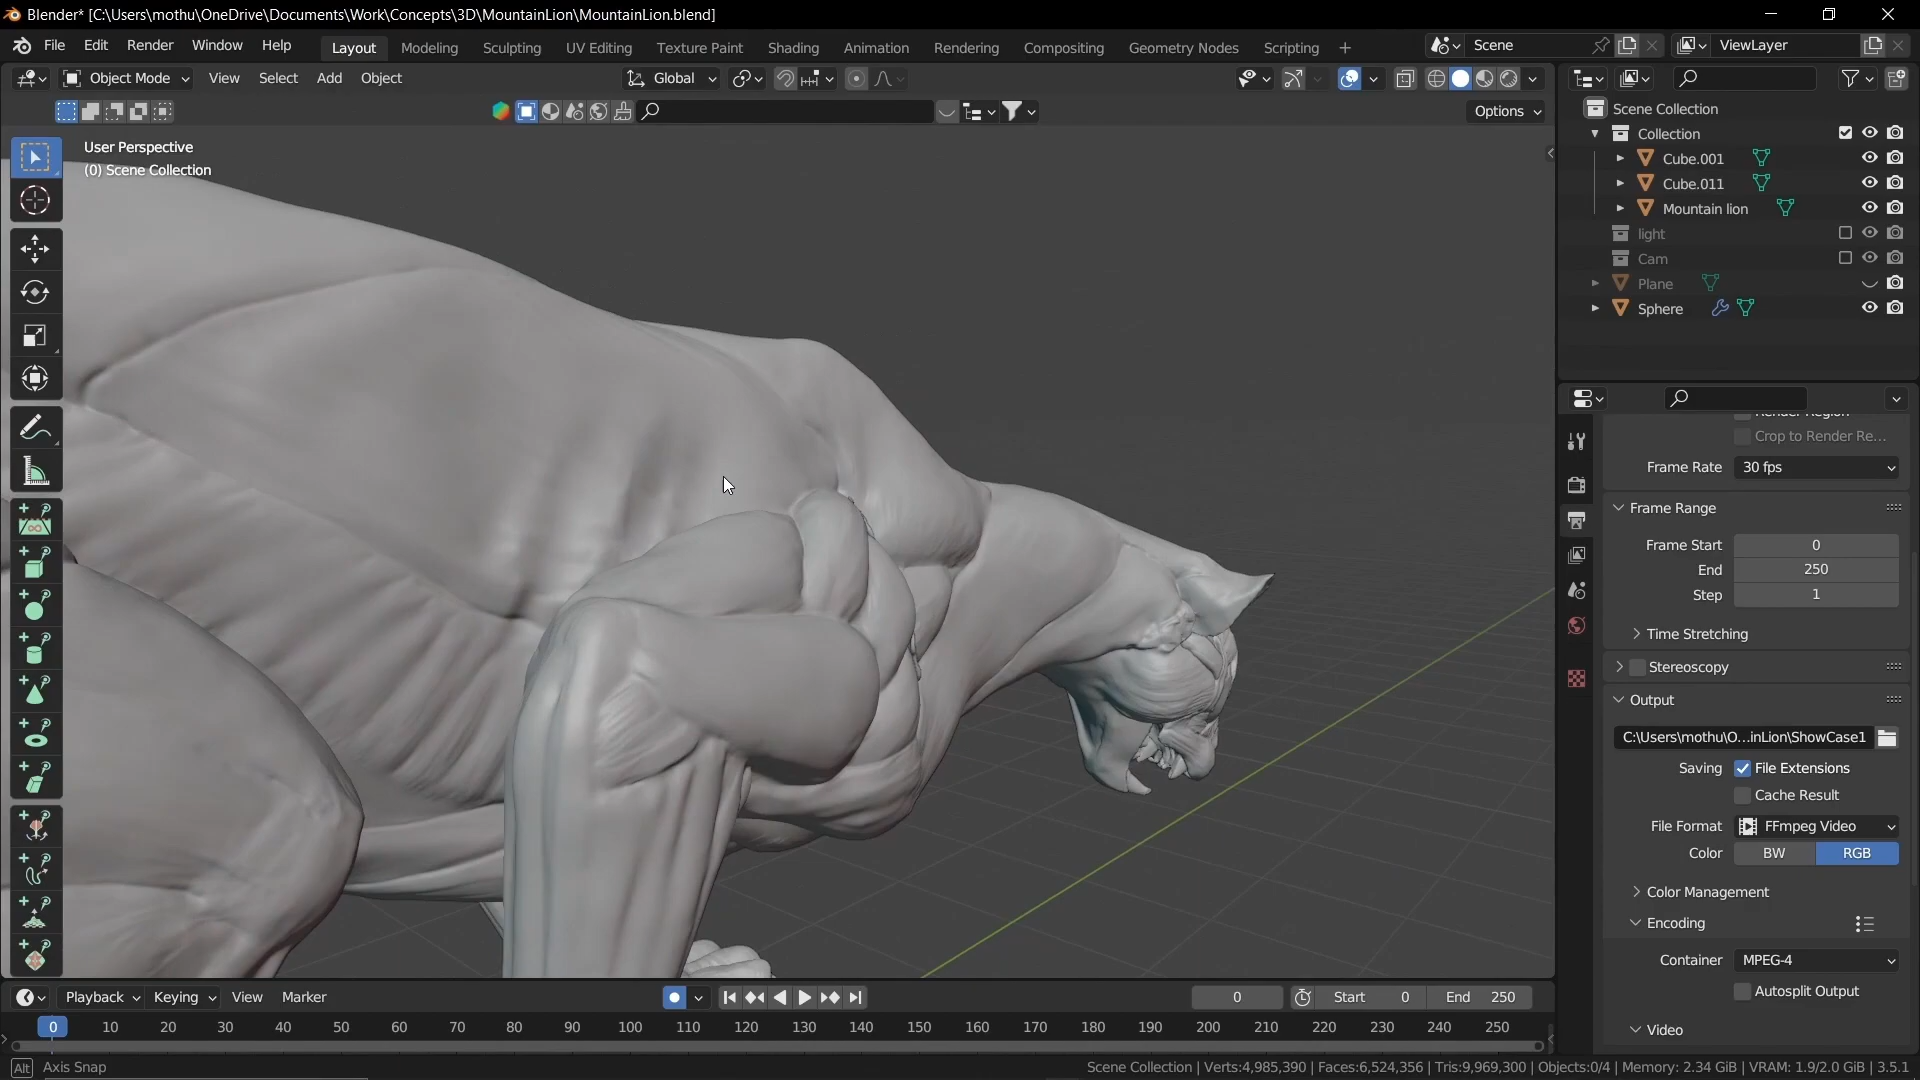 Blender* [C:\Users\mothu\OneDrive\Documents\Work\Concepts\3D\MountainLion\MountainLion.blend]
File Edit Render Window Help Layout Modeling Sculpting UV Editing Texture Paint Shading Animation Rendering Compositing Geometry Nodes Scripting + Scene ViewLayer
Object Mode View Select Add Object Global
Options
User Perspective
(0) Scene Collection
Scene Collection
Collection
Cube.001
Cube.011
Mountain lion
light
Cam
Plane
Sphere
Render Region
Crop to Render Re...
Frame Rate 30 fps
Frame Range
Frame Start 0
End 250
Step 1
Time Stretching
Stereoscopy
Output
C:\Users\mothu\O...inLion\ShowCase1
Saving File Extensions
Cache Result
File Format FFmpeg Video
Color BW RGB
Color Management
Encoding
Container MPEG-4
Autosplit Output
Video
Playback Keying View Marker 0 Start 0 End 250
0 10 20 30 40 50 60 70 80 90 100 110 120 130 140 150 160 170 180 190 200 210 220 230 240 250
Alt Axis Snap
Scene Collection | Verts:4,985,390 | Faces:6,524,356 | Tris:9,969,300 | Objects:0/4 | Memory: 2.34 GiB | VRAM: 1.9/2.0 GiB | 3.5.1